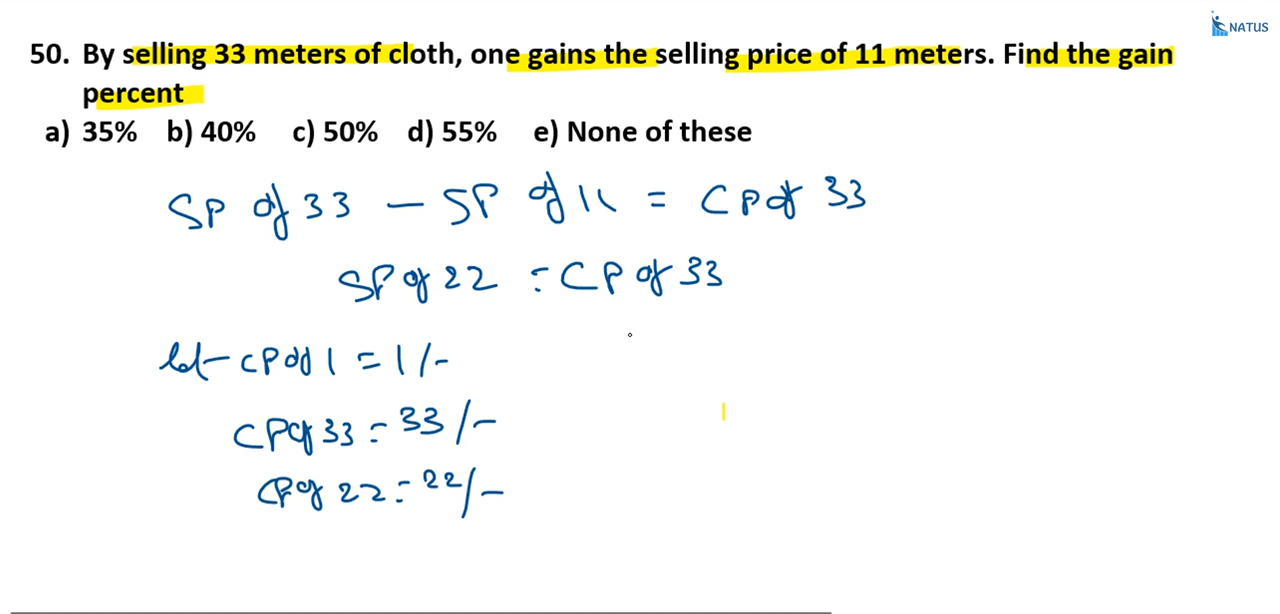 NATUS
50. By selling 33 meters of cloth, one gains the selling price of 11 meters. Find the gain
percent
a) 35% b) 40% c) 50% d) 55% e) None of these
SP of 33 - SP of 11 = CP of 33
SP of 22 = CP of 33
let CP of 1 = 1/-
CP of 33 = 33/-
CP of 22 = 22/-